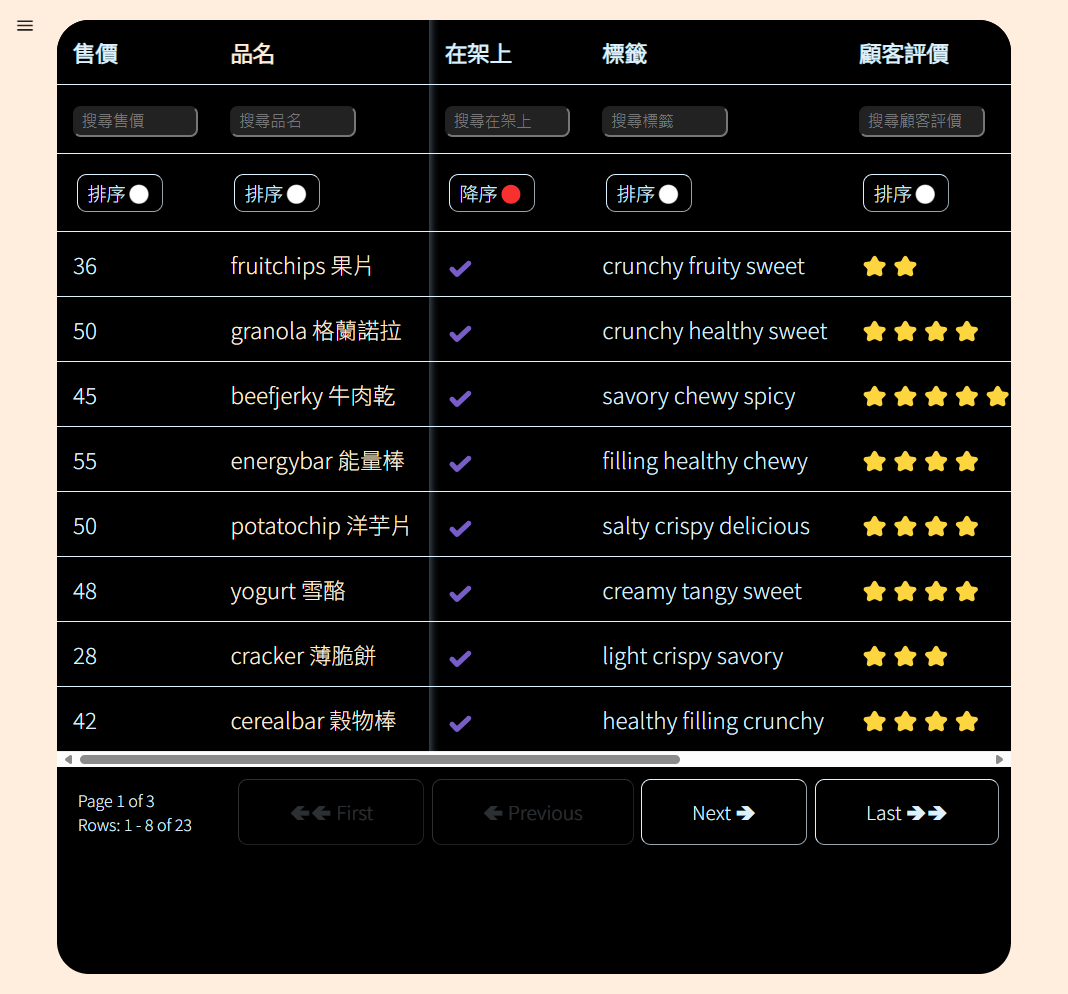 售價 品名 在架上 標籤 顧客評價
搜尋售價 搜尋品名 搜尋在架上 搜尋標籤 搜尋顧客評價
排序 排序 降序 排序 排序
36 fruitchips 果片 crunchy fruity sweet
50 granola 格蘭諾拉 crunchy healthy sweet
45 beefjerky 牛肉乾 savory chewy spicy
55 energybar 能量棒 filling healthy chewy
50 potatochip 洋芋片 salty crispy delicious
48 yogurt 雪酪 creamy tangy sweet
28 cracker 薄脆餅 light crispy savory
42 cerealbar 穀物棒 healthy filling crunchy
Page 1 of 3
Rows: 1 - 8 of 23
First Previous Next Last